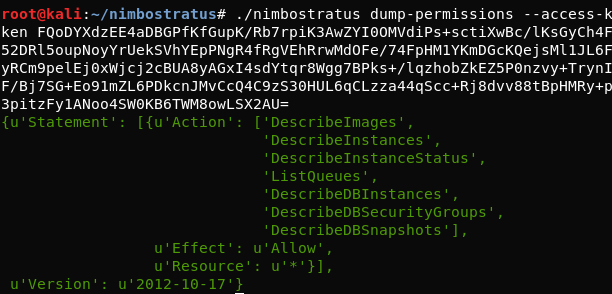 root@kali:~/nimbostratus# ./nimbostratus dump-permissions --access-k
ken FQoDYXdzEE4aDBGPfKfGupK/Rb7rpiK3AwZYI0OMVdiPs+sctiXwBc/lKsGyCh4F
52DRl5oupNoyYrUekSVhYEpPNgR4fRgVEhRrwMdOFe/74FpHM1YKmDGcKQejsMl1JL6F
yRCm9pelEj0xWjcj2cBUA8yAGxI4sdYtqr8Wgg7BPks+/lqzhobZkEZ5P0nzvy+TrynI
F/Bj7SG+Eo91mZL6PDkcnJMvCcQ4C9zS30HUL6qCLzza44qScc+Rj8dvv88tBpHMRy+p
3pitzFy1ANoo4SW0KB6TWM8owLSX2AU=
{u'Statement': [{u'Action': ['DescribeImages',
                             'DescribeInstances',
                             'DescribeInstanceStatus',
                             'ListQueues',
                             'DescribeDBInstances',
                             'DescribeDBSecurityGroups',
                             'DescribeDBSnapshots'],
                 u'Effect': u'Allow',
                 u'Resource': u'*'}],
 u'Version': u'2012-10-17'}